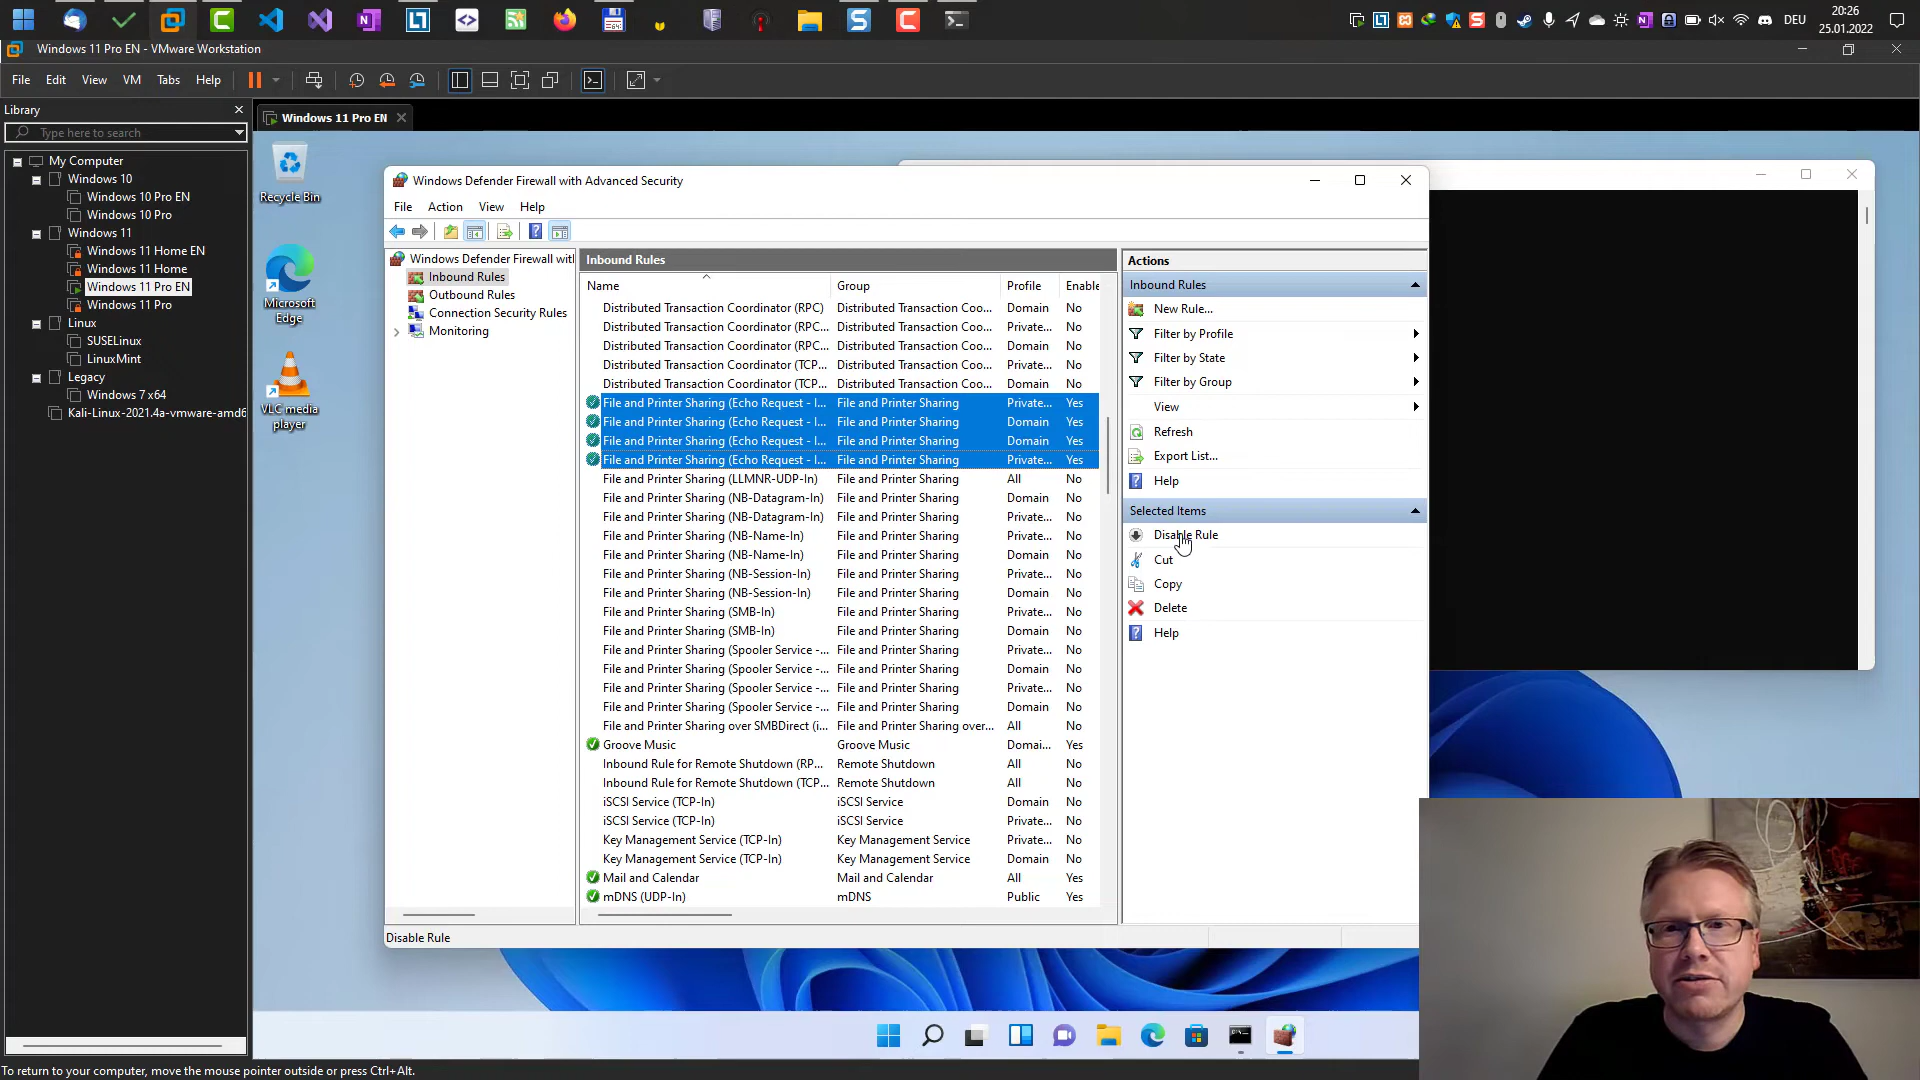 DEU
20:26
25.01.2022
Windows 11 Pro EN - VMware Workstation
File Edit View VM Tabs Help
Library
Type here to search
My Computer
Windows 10
Windows 10 Pro EN
Windows 10 Pro
Windows 11
Windows 11 Home EN
Windows 11 Home
Windows 11 Pro EN
Windows 11 Pro
Linux
SUSELinux
LinuxMint
Legacy
Windows 7 x64
Kali-Linux-2021.4a-vmware-amd6
Windows 11 Pro EN
Recycle Bin
Microsoft
Edge
VLC media
player
Windows Defender Firewall with Advanced Security
File Action View Help
Windows Defender Firewall wit
Inbound Rules
Outbound Rules
Connection Security Rules
Monitoring
Inbound Rules
Name Group Profile Enable
Distributed Transaction Coordinator (RPC) Distributed Transaction Coo... Domain No
Distributed Transaction Coordinator (RPC... Distributed Transaction Coo... Private... No
Distributed Transaction Coordinator (RPC... Distributed Transaction Coo... Domain No
Distributed Transaction Coordinator (TCP... Distributed Transaction Coo... Private... No
Distributed Transaction Coordinator (TCP... Distributed Transaction Coo... Domain No
File and Printer Sharing (Echo Request - I... File and Printer Sharing Private... Yes
File and Printer Sharing (Echo Request - I... File and Printer Sharing Domain Yes
File and Printer Sharing (Echo Request - I... File and Printer Sharing Domain Yes
File and Printer Sharing (Echo Request - I... File and Printer Sharing Private... Yes
File and Printer Sharing (LLMNR-UDP-In) File and Printer Sharing All No
File and Printer Sharing (NB-Datagram-In) File and Printer Sharing Domain No
File and Printer Sharing (NB-Datagram-In) File and Printer Sharing Private... No
File and Printer Sharing (NB-Name-In) File and Printer Sharing Private... No
File and Printer Sharing (NB-Name-In) File and Printer Sharing Domain No
File and Printer Sharing (NB-Session-In) File and Printer Sharing Private... No
File and Printer Sharing (NB-Session-In) File and Printer Sharing Domain No
File and Printer Sharing (SMB-In) File and Printer Sharing Private... No
File and Printer Sharing (SMB-In) File and Printer Sharing Domain No
File and Printer Sharing (Spooler Service -... File and Printer Sharing Private... No
File and Printer Sharing (Spooler Service -... File and Printer Sharing Domain No
File and Printer Sharing (Spooler Service -... File and Printer Sharing Private... No
File and Printer Sharing (Spooler Service -... File and Printer Sharing Domain No
File and Printer Sharing over SMBDirect (i... File and Printer Sharing over... All No
Groove Music Groove Music Domai... Yes
Inbound Rule for Remote Shutdown (RP... Remote Shutdown All No
Inbound Rule for Remote Shutdown (TCP... Remote Shutdown All No
iSCSI Service (TCP-In) iSCSI Service Domain No
iSCSI Service (TCP-In) iSCSI Service Private... No
Key Management Service (TCP-In) Key Management Service Private... No
Key Management Service (TCP-In) Key Management Service Domain No
Mail and Calendar Mail and Calendar All Yes
mDNS (UDP-In) mDNS Public Yes
Actions
Inbound Rules
New Rule...
Filter by Profile
Filter by State
Filter by Group
View
Refresh
Export List...
Help
Selected Items
Disable Rule
Cut
Copy
Delete
Help
Disable Rule
To return to your computer, move the mouse pointer outside or press Ctrl+Alt.